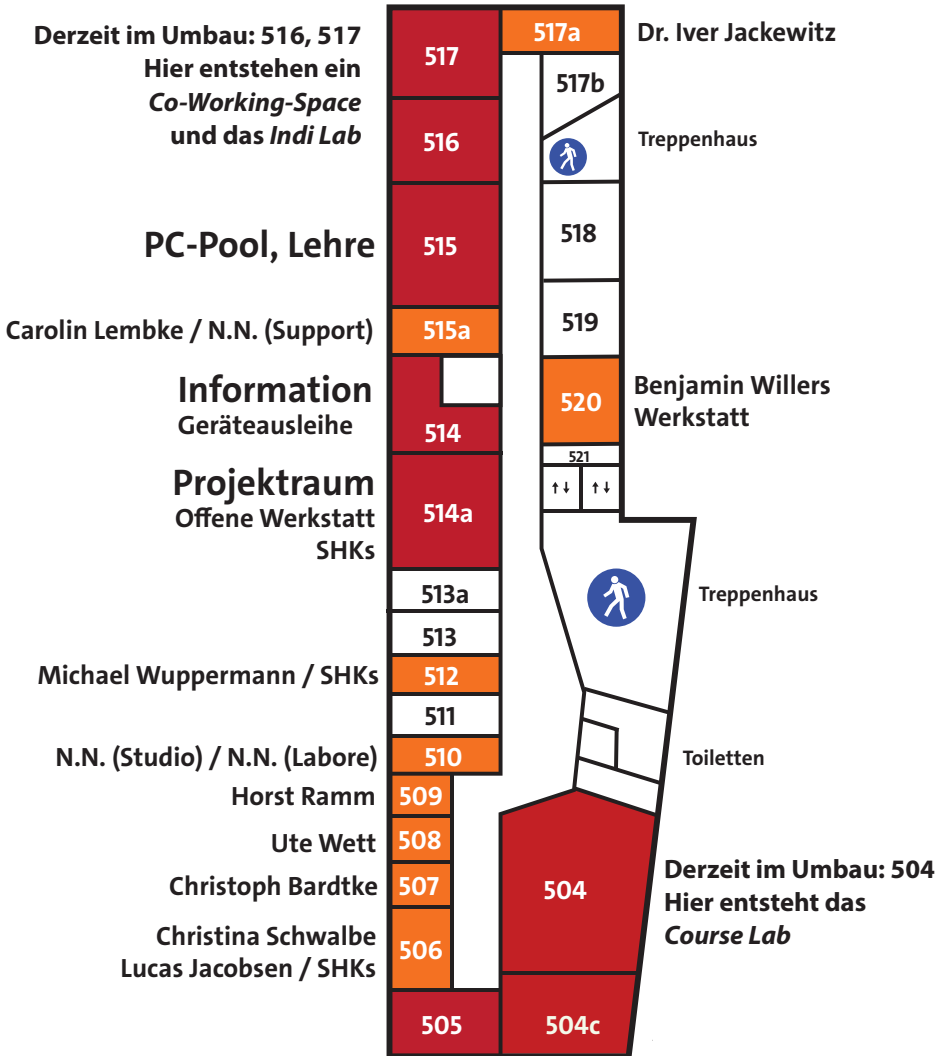 Derzeit im Umbau: 516, 517
Hier entstehen ein
Co-Working-Space
und das Indi Lab
517
517a
Dr. Iver Jackewitz
517b
516
Treppenhaus
PC-Pool, Lehre
515
518
Carolin Lembke / N.N. (Support)
515a
519
Information
Geräteausleihe
514
520
Benjamin Willers
Werkstatt
521
↑↓ ↑↓
Projektraum
Offene Werkstatt
SHKs
514a
513a
Treppenhaus
513
Michael Wuppermann / SHKs
512
511
N.N. (Studio) / N.N. (Labore)
510
Toiletten
Horst Ramm
509
Ute Wett
508
Christoph Bardtke
507
Christina Schwalbe
Lucas Jacobsen / SHKs
506
504
Derzeit im Umbau: 504
Hier entsteht das
Course Lab
505
504c